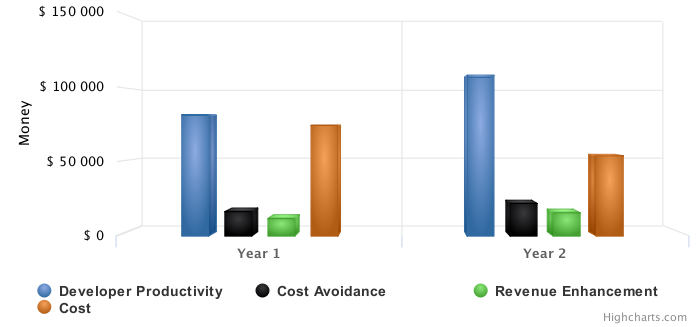 $ 150 000
$ 100 000
$ 50 000
$ 0
Money
Year 1
Year 2
Developer Productivity
Cost Avoidance
Revenue Enhancement
Cost
Highcharts.com